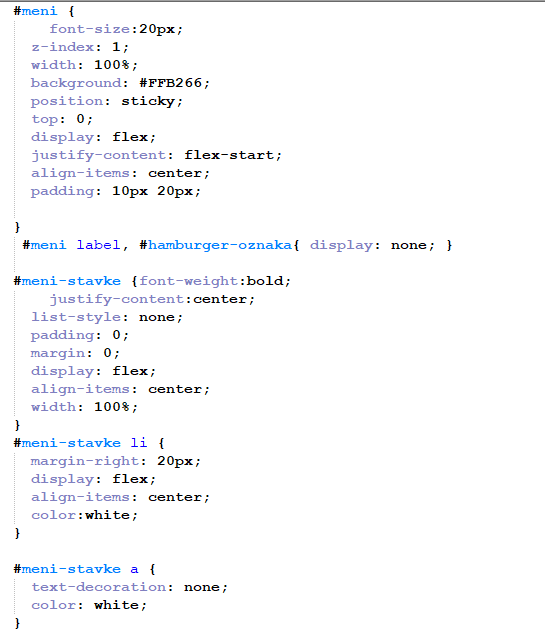 #meni {
    font-size:20px;
  z-index: 1;
  width: 100%;
  background: #FFB266;
  position: sticky;
  top: 0;
  display: flex;
  justify-content: flex-start;
  align-items: center;
  padding: 10px 20px;

}
 #meni label, #hamburger-oznaka{ display: none; }

#meni-stavke {font-weight:bold;
    justify-content:center;
  list-style: none;
  padding: 0;
  margin: 0;
  display: flex;
  align-items: center;
  width: 100%;
}
#meni-stavke li {
  margin-right: 20px;
  display: flex;
  align-items: center;
  color:white;
}

#meni-stavke a {
  text-decoration: none;
  color: white;
}